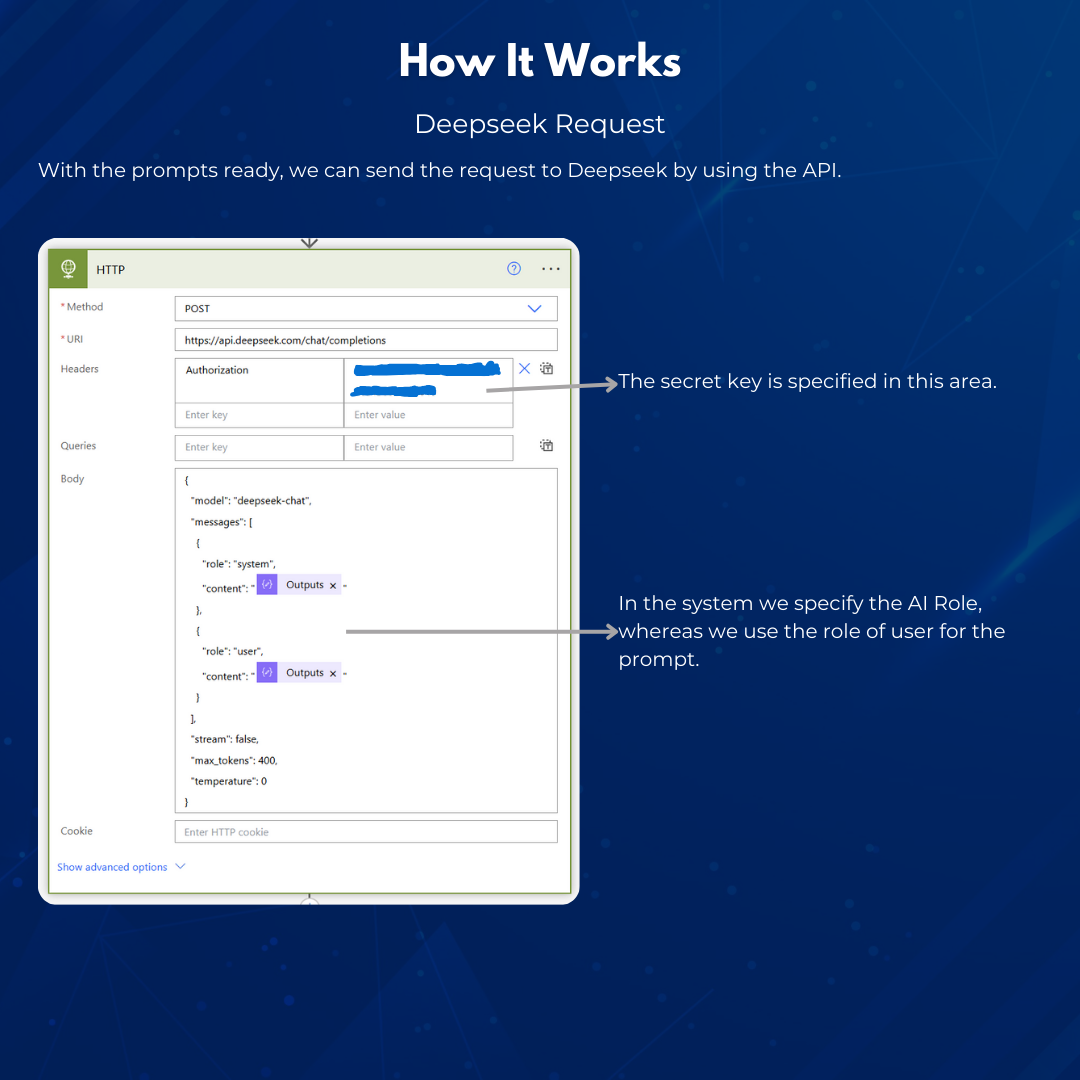 How It Works
Deepseek Request
With the prompts ready, we can send the request to Deepseek by using the API.
HTTP
* Method
POST
* URI
https://api.deepseek.com/chat/completions
Headers
Authorization
The secret key is specified in this area.
Enter key
Enter value
Queries
Enter key
Enter value
Body
{
"model": "deepseek-chat",
"messages": [
{
"role": "system",
"content": " Outputs "
},
{
"role": "user",
"content": " Outputs "
}
],
"stream": false,
"max_tokens": 400,
"temperature": 0
}
In the system we specify the AI Role,
whereas we use the role of user for the
prompt.
Cookie
Enter HTTP cookie
Show advanced options